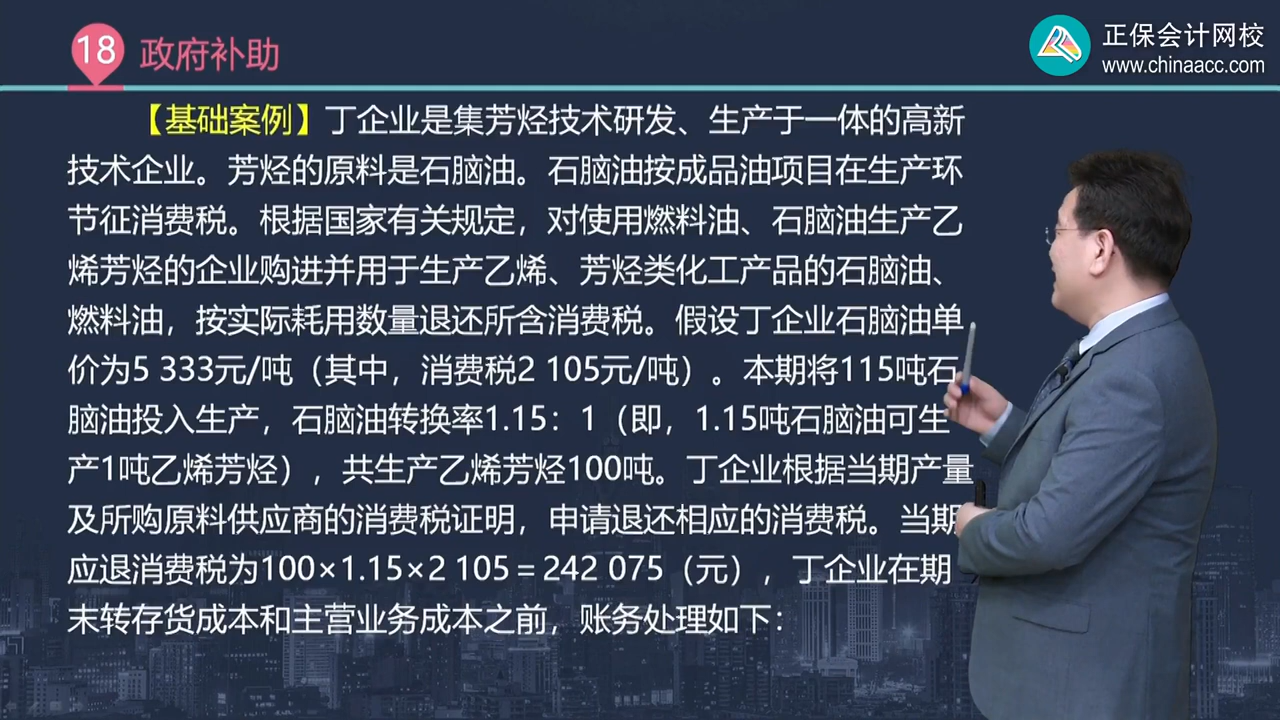 18 政府补助
正保会计网校
www.chinaacc.com
【基础案例】丁企业是集芳烃技术研发、生产于一体的高新
技术企业。芳烃的原料是石脑油。石脑油按成品油项目在生产环
节征消费税。根据国家有关规定，对使用燃料油、石脑油生产乙
烯芳烃的企业购进并用于生产乙烯、芳烃类化工产品的石脑油、
燃料油，按实际耗用数量退还所含消费税。假设丁企业石脑油单
价为5 333元/吨（其中，消费税2 105元/吨）。本期将115吨石
脑油投入生产，石脑油转换率1.15：1（即，1.15吨石脑油可生
产1吨乙烯芳烃），共生产乙烯芳烃100吨。丁企业根据当期产量
及所购原料供应商的消费税证明，申请退还相应的消费税。当期
应退消费税为100×1.15×2 105＝242 075（元），丁企业在期
末转存货成本和主营业务成本之前，账务处理如下：